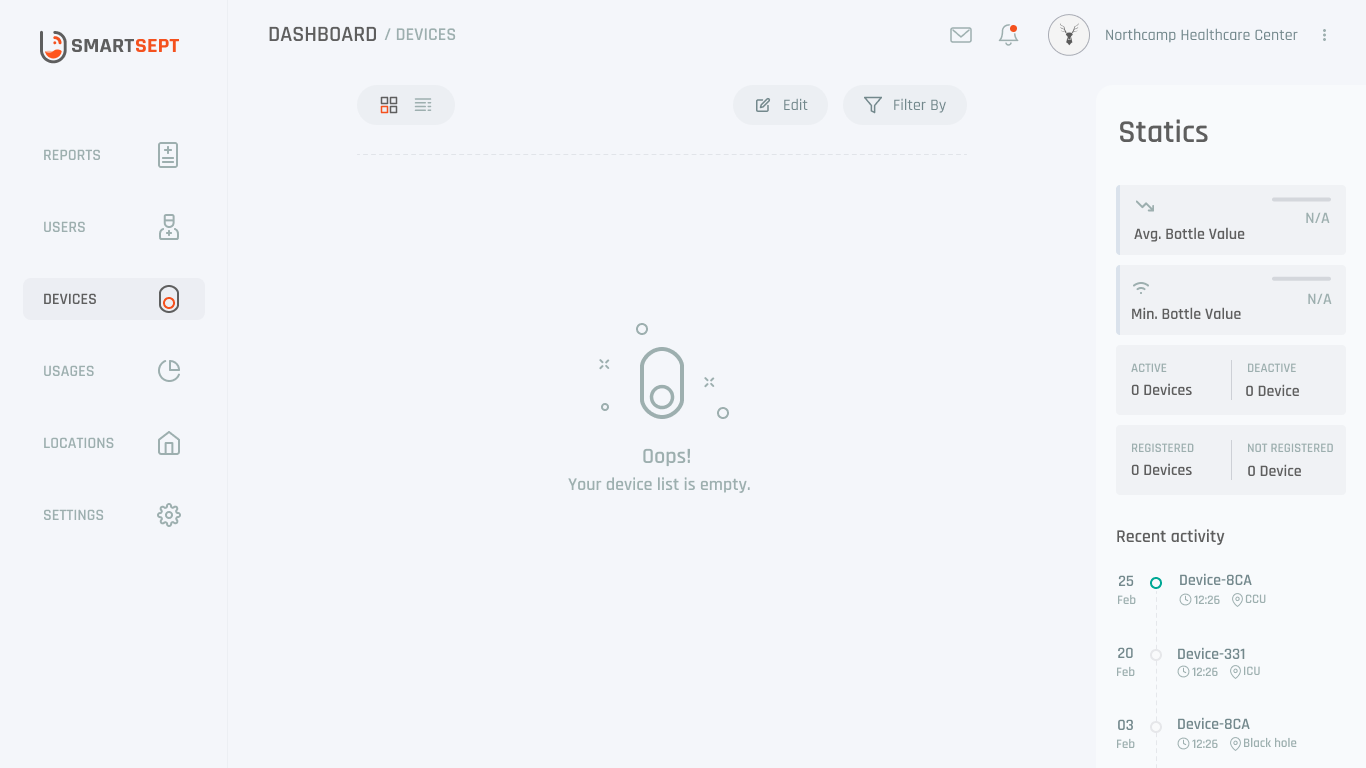 SMARTSEPT
DASHBOARD / DEVICES
Northcamp Healthcare Center
REPORTS
USERS
DEVICES
USAGES
LOCATIONS
SETTINGS
Edit
Filter By
Oops!
Your device list is empty.
Statics
N/A
Avg. Bottle Value
N/A
Min. Bottle Value
ACTIVE
0 Devices
DEACTIVE
0 Device
REGISTERED
0 Devices
NOT REGISTERED
0 Device
Recent activity
25 Device-8CA
Feb 12:26 CCU
20 Device-331
Feb 12:26 ICU
03 Device-8CA
Feb 12:26 Black hole